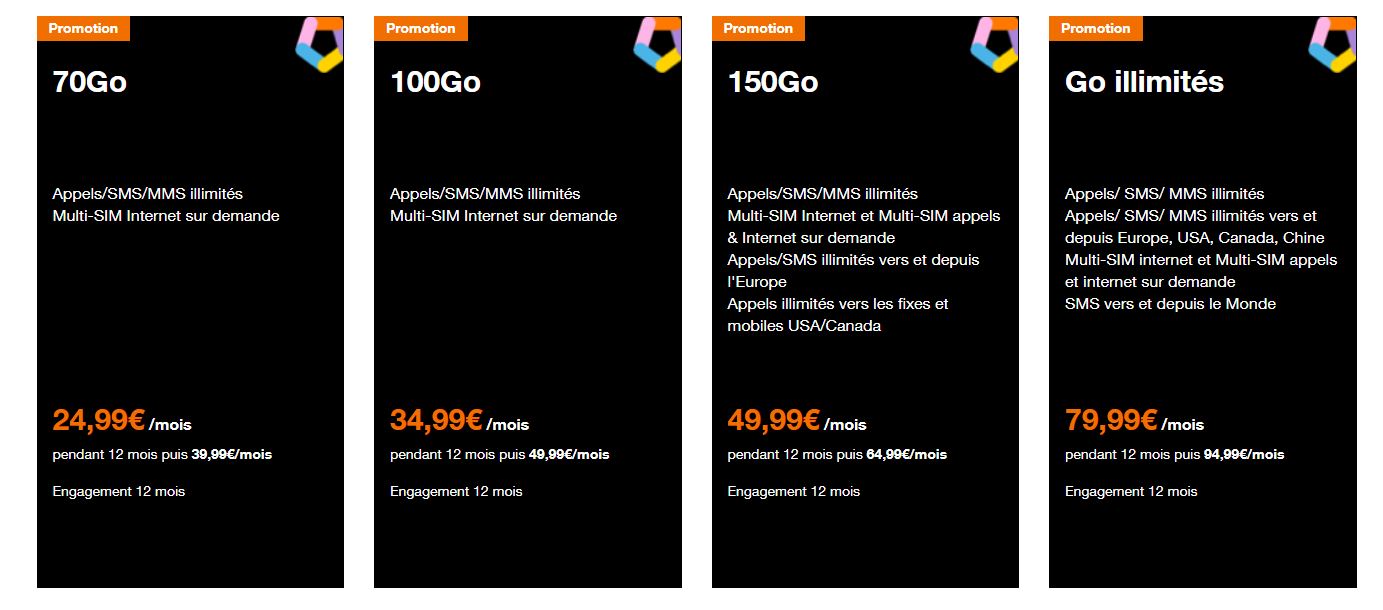 Promotion
70Go
Appels/SMS/MMS illimités
Multi-SIM Internet sur demande
24,99€ /mois
pendant 12 mois puis 39,99€/mois
Engagement 12 mois
Promotion
100Go
Appels/SMS/MMS illimités
Multi-SIM Internet sur demande
34,99€ /mois
pendant 12 mois puis 49,99€/mois
Engagement 12 mois
Promotion
150Go
Appels/SMS/MMS illimités
Multi-SIM Internet et Multi-SIM appels
& Internet sur demande
Appels/SMS illimités vers et depuis
l'Europe
Appels illimités vers les fixes et
mobiles USA/Canada
49,99€ /mois
pendant 12 mois puis 64,99€/mois
Engagement 12 mois
Promotion
Go illimités
Appels/ SMS/ MMS illimités
Appels/ SMS/ MMS illimités vers et
depuis Europe, USA, Canada, Chine
Multi-SIM internet et Multi-SIM appels
et internet sur demande
SMS vers et depuis le Monde
79,99€ /mois
pendant 12 mois puis 94,99€/mois
Engagement 12 mois